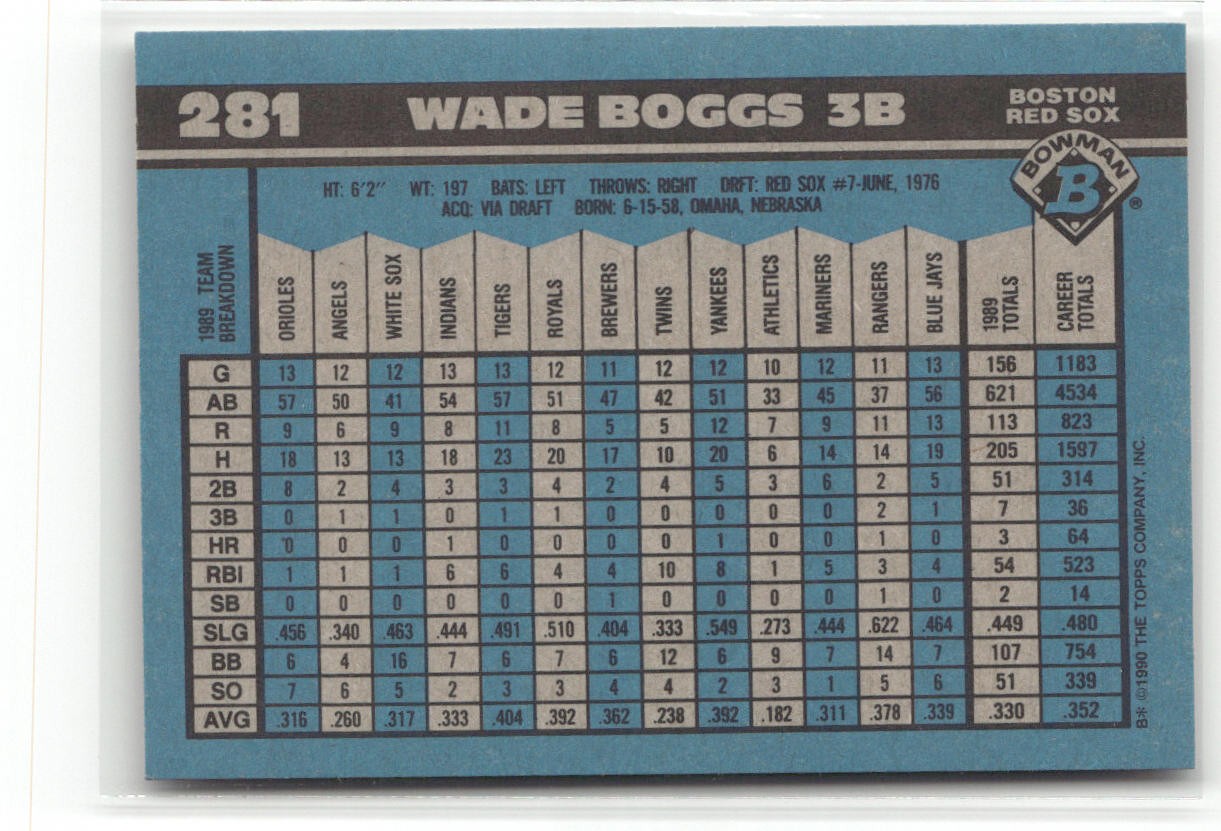 281 WADE BOGGS 3B BOSTON
RED SOX
BOWMAN
B ®
HT: 6'2" WT: 197 BATS: LEFT THROWS: RIGHT DRFT: RED SOX #7-JUNE, 1976
ACQ: VIA DRAFT BORN: 6-15-58, OMAHA, NEBRASKA
1989 TEAM BREAKDOWN ORIOLES ANGELS WHITE SOX INDIANS TIGERS ROYALS BREWERS TWINS YANKEES ATHLETICS MARINERS RANGERS BLUE JAYS 1989 TOTALS CAREER TOTALS
G 13 12 12 13 13 12 11 12 12 10 12 11 13 156 1183
AB 57 50 41 54 57 51 47 42 51 33 45 37 56 621 4534
R 9 6 9 8 11 8 5 5 12 7 9 11 13 113 823
H 18 13 13 18 23 20 17 10 20 6 14 14 19 205 1597
2B 8 2 4 3 3 4 2 4 5 3 6 2 5 51 314
3B 0 1 1 0 1 1 0 0 0 0 0 2 1 7 36
HR 0 0 0 1 0 0 0 0 1 0 0 1 0 3 64
RBI 1 1 1 6 6 4 4 10 8 1 5 3 4 54 523
SB 0 0 0 0 0 0 1 0 0 0 0 1 0 2 14
SLG .456 .340 .463 .444 .491 .510 .404 .333 .549 .273 .444 .622 .464 .449 .480
BB 6 4 16 7 6 7 6 12 6 9 7 14 7 107 754
SO 7 6 5 2 3 3 4 4 2 3 1 5 6 51 339
AVG .316 .260 .317 .333 .404 .392 .362 .238 .392 .182 .311 .378 .339 .330 .352
B* ©1990 THE TOPPS COMPANY, INC.